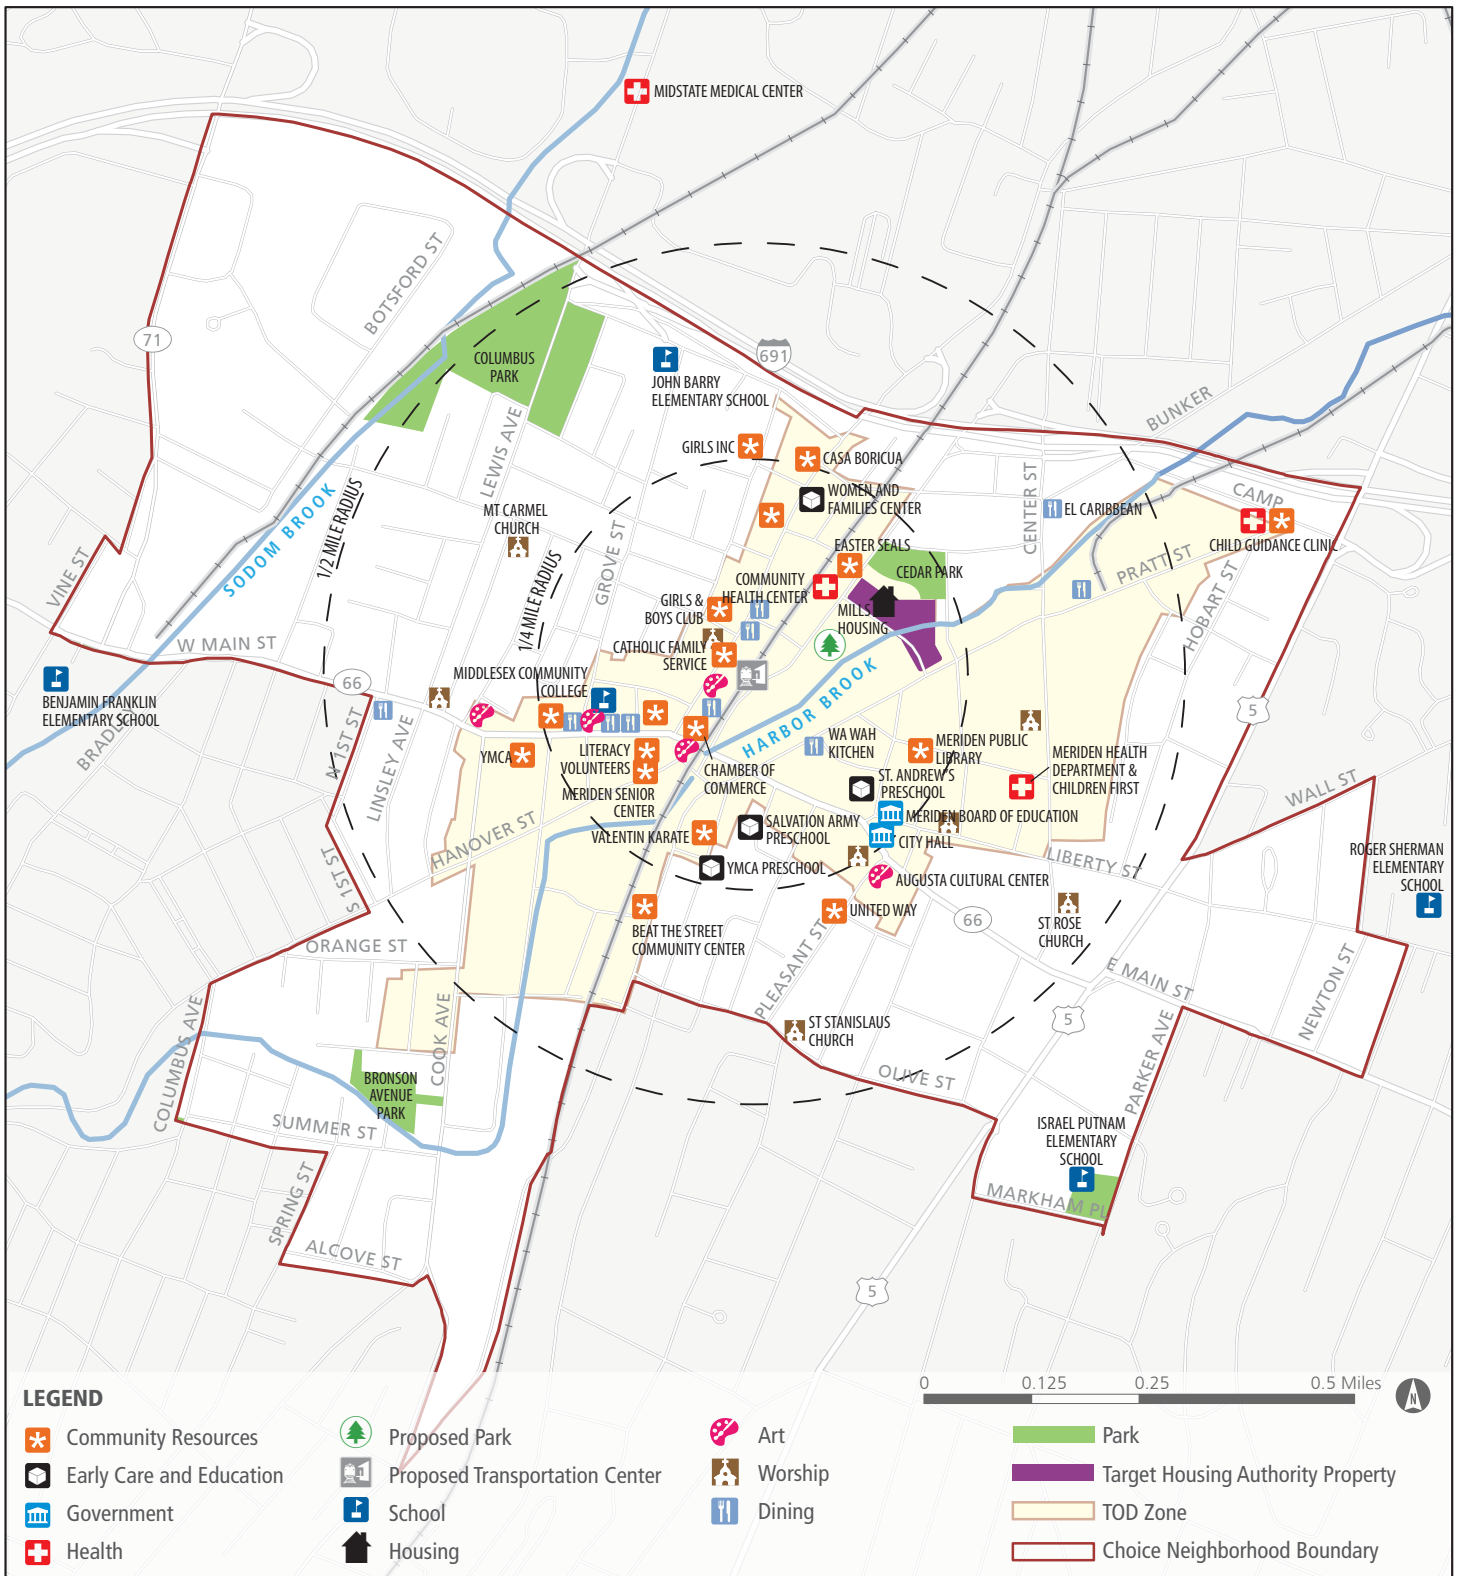 MIDSTATE MEDICAL CENTER
BOTSFORD ST
71
COLUMBUS
PARK
691
JOHN BARRY
ELEMENTARY SCHOOL
BUNKER
LEWIS AVE
GIRLS INC
CASA BORICUA
WOMEN AND
FAMILIES CENTER
CENTER ST
CAMP
EL CARIBBEAN
CHILD GUIDANCE CLINIC
SODOM BROOK
1/2 MILE RADIUS
MT CARMEL
CHURCH
1/4 MILE RADIUS
GROVE ST
EASTER SEALS
CEDAR PARK
PRATT ST
HOBART ST
VINE ST
COMMUNITY
HEALTH CENTER
MILLS
HOUSING
GIRLS &
BOYS CLUB
CATHOLIC FAMILY
SERVICE
W MAIN ST
66
BENJAMIN FRANKLIN
ELEMENTARY SCHOOL
MIDDLESEX COMMUNITY
COLLEGE
HARBOR BROOK
5
BRADLEY
N 1ST ST
LINSLEY AVE
YMCA
LITERACY
VOLUNTEERS
WA WAH
KITCHEN
MERIDEN PUBLIC
LIBRARY
MERIDEN HEALTH
DEPARTMENT &
CHILDREN FIRST
CHAMBER OF
COMMERCE
ST. ANDREW'S
PRESCHOOL
MERIDEN SENIOR
CENTER
WALL ST
HANOVER ST
VALENTIN KARATE
SALVATION ARMY
PRESCHOOL
MERIDEN BOARD OF EDUCATION
CITY HALL
LIBERTY ST
ROGER SHERMAN
ELEMENTARY
SCHOOL
S 1ST ST
YMCA PRESCHOOL
AUGUSTA CULTURAL CENTER
UNITED WAY
66
ST ROSE
CHURCH
ORANGE ST
BEAT THE STREET
COMMUNITY CENTER
PLEASANT ST
E MAIN ST
NEWTON ST
COLUMBUS AVE
COOK AVE
ST STANISLAUS
CHURCH
5
PARKER AVE
OLIVE ST
BRONSON
AVENUE
PARK
SUMMER ST
ISRAEL PUTNAM
ELEMENTARY
SCHOOL
MARKHAM PL
SPRING ST
ALCOVE ST
5
LEGEND
Community Resources
Early Care and Education
Government
Health
Proposed Park
Proposed Transportation Center
School
Housing
Art
Worship
Dining
0 0.125 0.25 0.5 Miles
N
Park
Target Housing Authority Property
TOD Zone
Choice Neighborhood Boundary